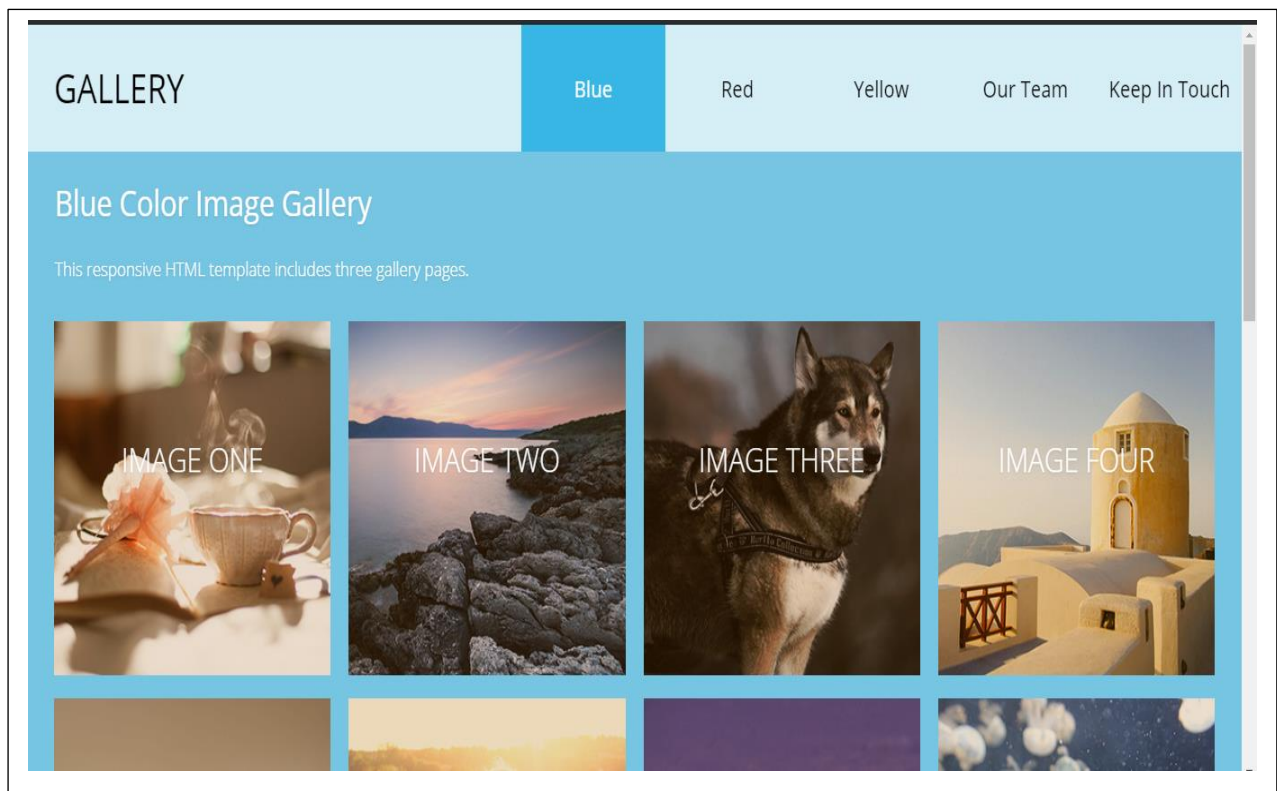 GALLERY
Blue
Red
Yellow
Our Team
Keep In Touch
Blue Color Image Gallery
This responsive HTML template includes three gallery pages.
IMAGE ONE
IMAGE TWO
IMAGE THREE
IMAGE FOUR